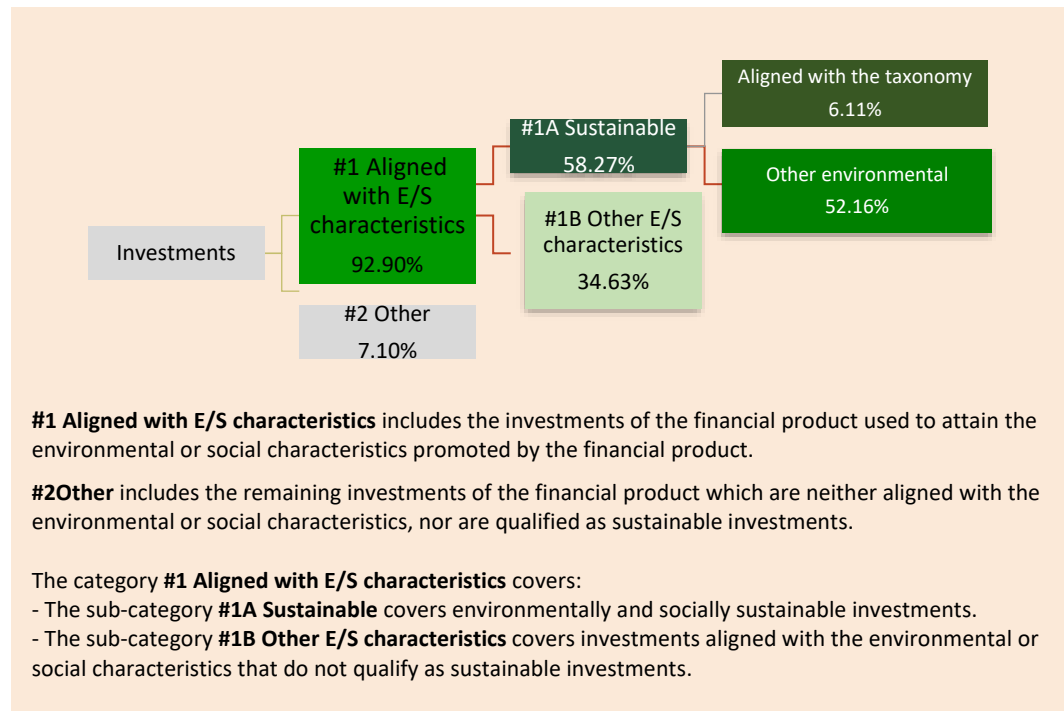 Aligned with the taxonomy
6.11%
#1A Sustainable
58.27%
Other environmental
52.16%
#1 Aligned
with E/S
characteristics
92.90%
#1B Other E/S
characteristics
34.63%
Investments
#2 Other
7.10%
#1 Aligned with E/S characteristics includes the investments of the financial product used to attain the
environmental or social characteristics promoted by the financial product.
#2Other includes the remaining investments of the financial product which are neither aligned with the
environmental or social characteristics, nor are qualified as sustainable investments.
The category #1 Aligned with E/S characteristics covers:
- The sub-category #1A Sustainable covers environmentally and socially sustainable investments.
- The sub-category #1B Other E/S characteristics covers investments aligned with the environmental or
social characteristics that do not qualify as sustainable investments.